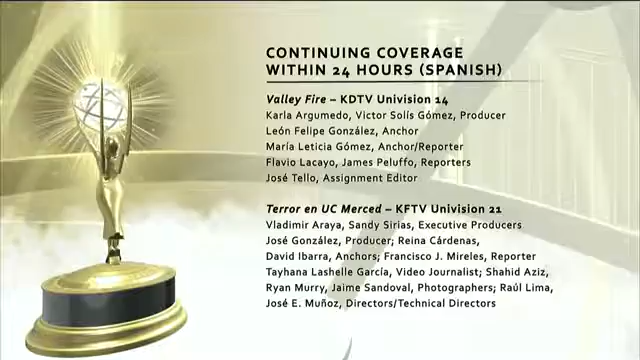 CONTINUING COVERAGE
WITHIN 24 HOURS (SPANISH)
Valley Fire – KDTV Univision 14
Karla Argumedo, Victor Solís Gómez, Producer
León Felipe González, Anchor
María Leticia Gómez, Anchor/Reporter
Flavio Lacayo, James Peluffo, Reporters
José Tello, Assignment Editor
Terror en UC Merced – KFTV Univision 21
Vladimir Araya, Sandy Sirias, Executive Producers
José González, Producer; Reina Cárdenas,
David Ibarra, Anchors; Francisco J. Mireles, Reporter
Tayhana Lashelle García, Video Journalist; Shahid Aziz,
Ryan Murry, Jaime Sandoval, Photographers; Raúl Lima,
José E. Muñoz, Directors/Technical Directors